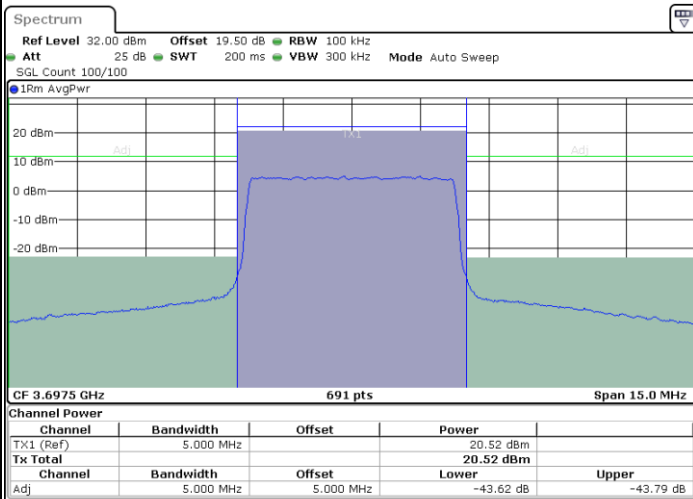 Spectrum
Ref Level 32.00 dBm Offset 19.50 dB RBW 100 kHz
Att 25 dB SWT 200 ms VBW 300 kHz Mode Auto Sweep
SGL Count 100/100
1Rm AvgPwr
TX1
20 dBm
Adj Adj
10 dBm
0 dBm
-10 dBm
-20 dBm
CF 3.6975 GHz 691 pts Span 15.0 MHz
Channel Power
Channel Bandwidth Offset Power
TX1 (Ref) 5.000 MHz 20.52 dBm
Tx Total 20.52 dBm
Channel Bandwidth Offset Lower Upper
Adj 5.000 MHz 5.000 MHz -43.62 dB -43.79 dB